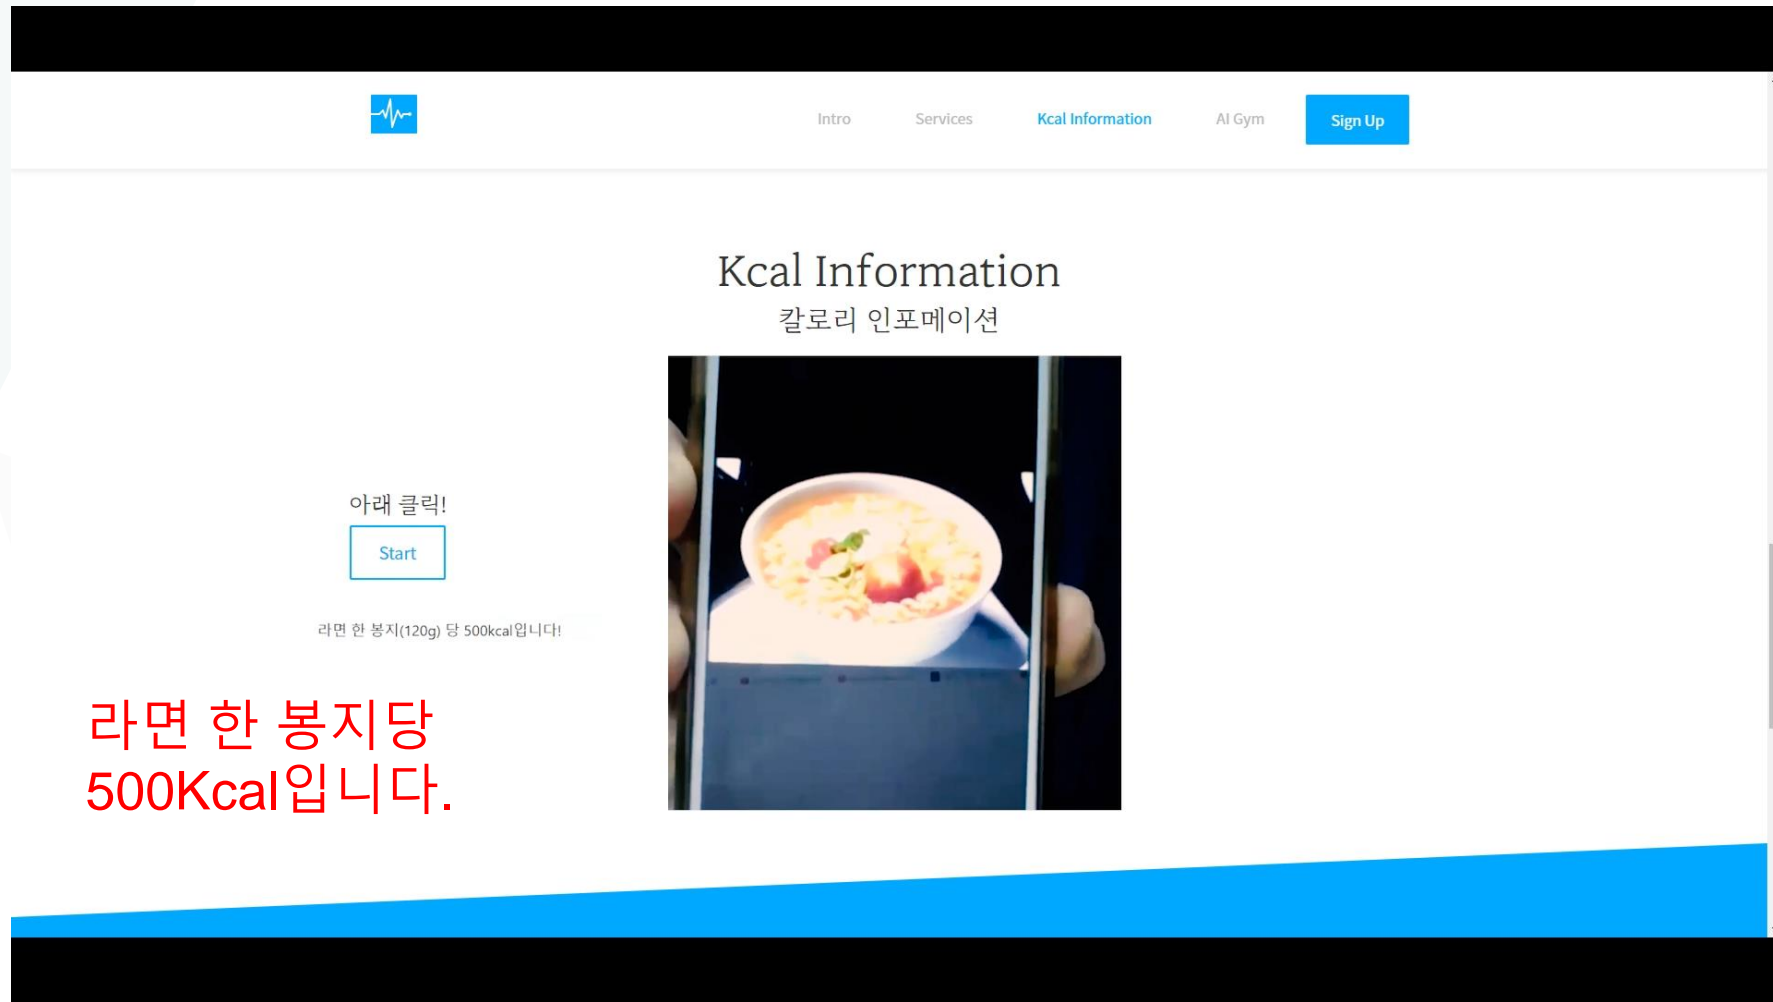 Intro
Services
Kcal Information
AI Gym
Sign Up
Kcal Information
칼로리 인포메이션
아래 클릭!
Start
라면 한 봉지(120g) 당 500kcal입니다!
라면 한 봉지당
500Kcal입니다.